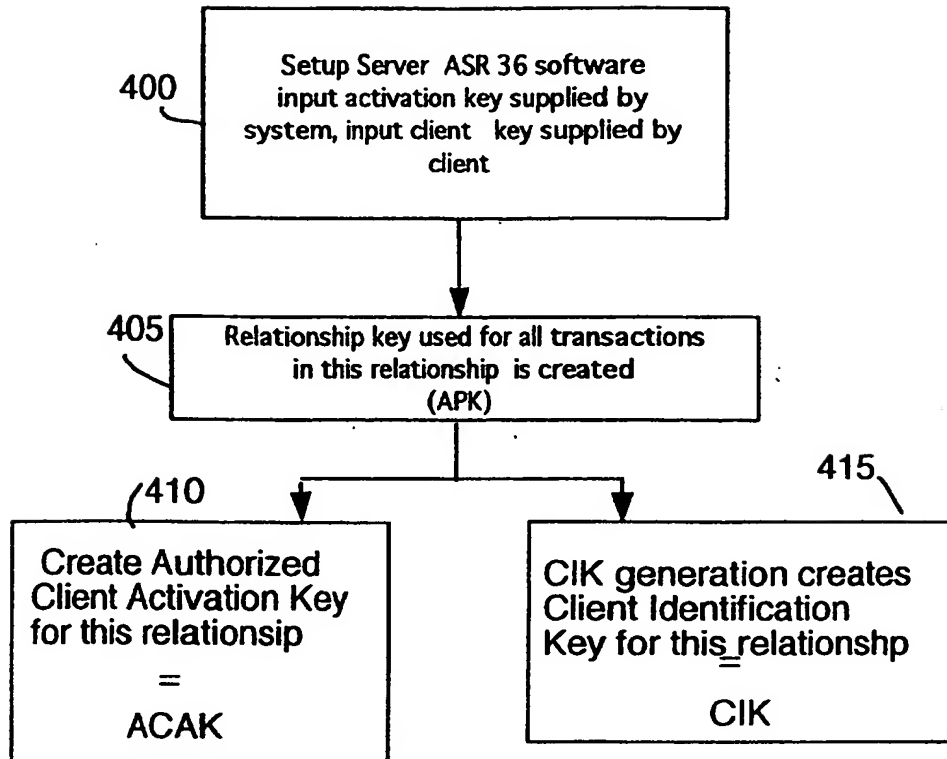 400
Setup Server ASR 36 software
input activation key supplied by
system, input client key supplied by
client
405
Relationship key used for all transactions
in this relationship is created
(APK)
410
Create Authorized
Client Activation Key
for this relationsip
=
ACAK
415
CIK generation creates
Client Identification
Key for this relationshp
=
CIK